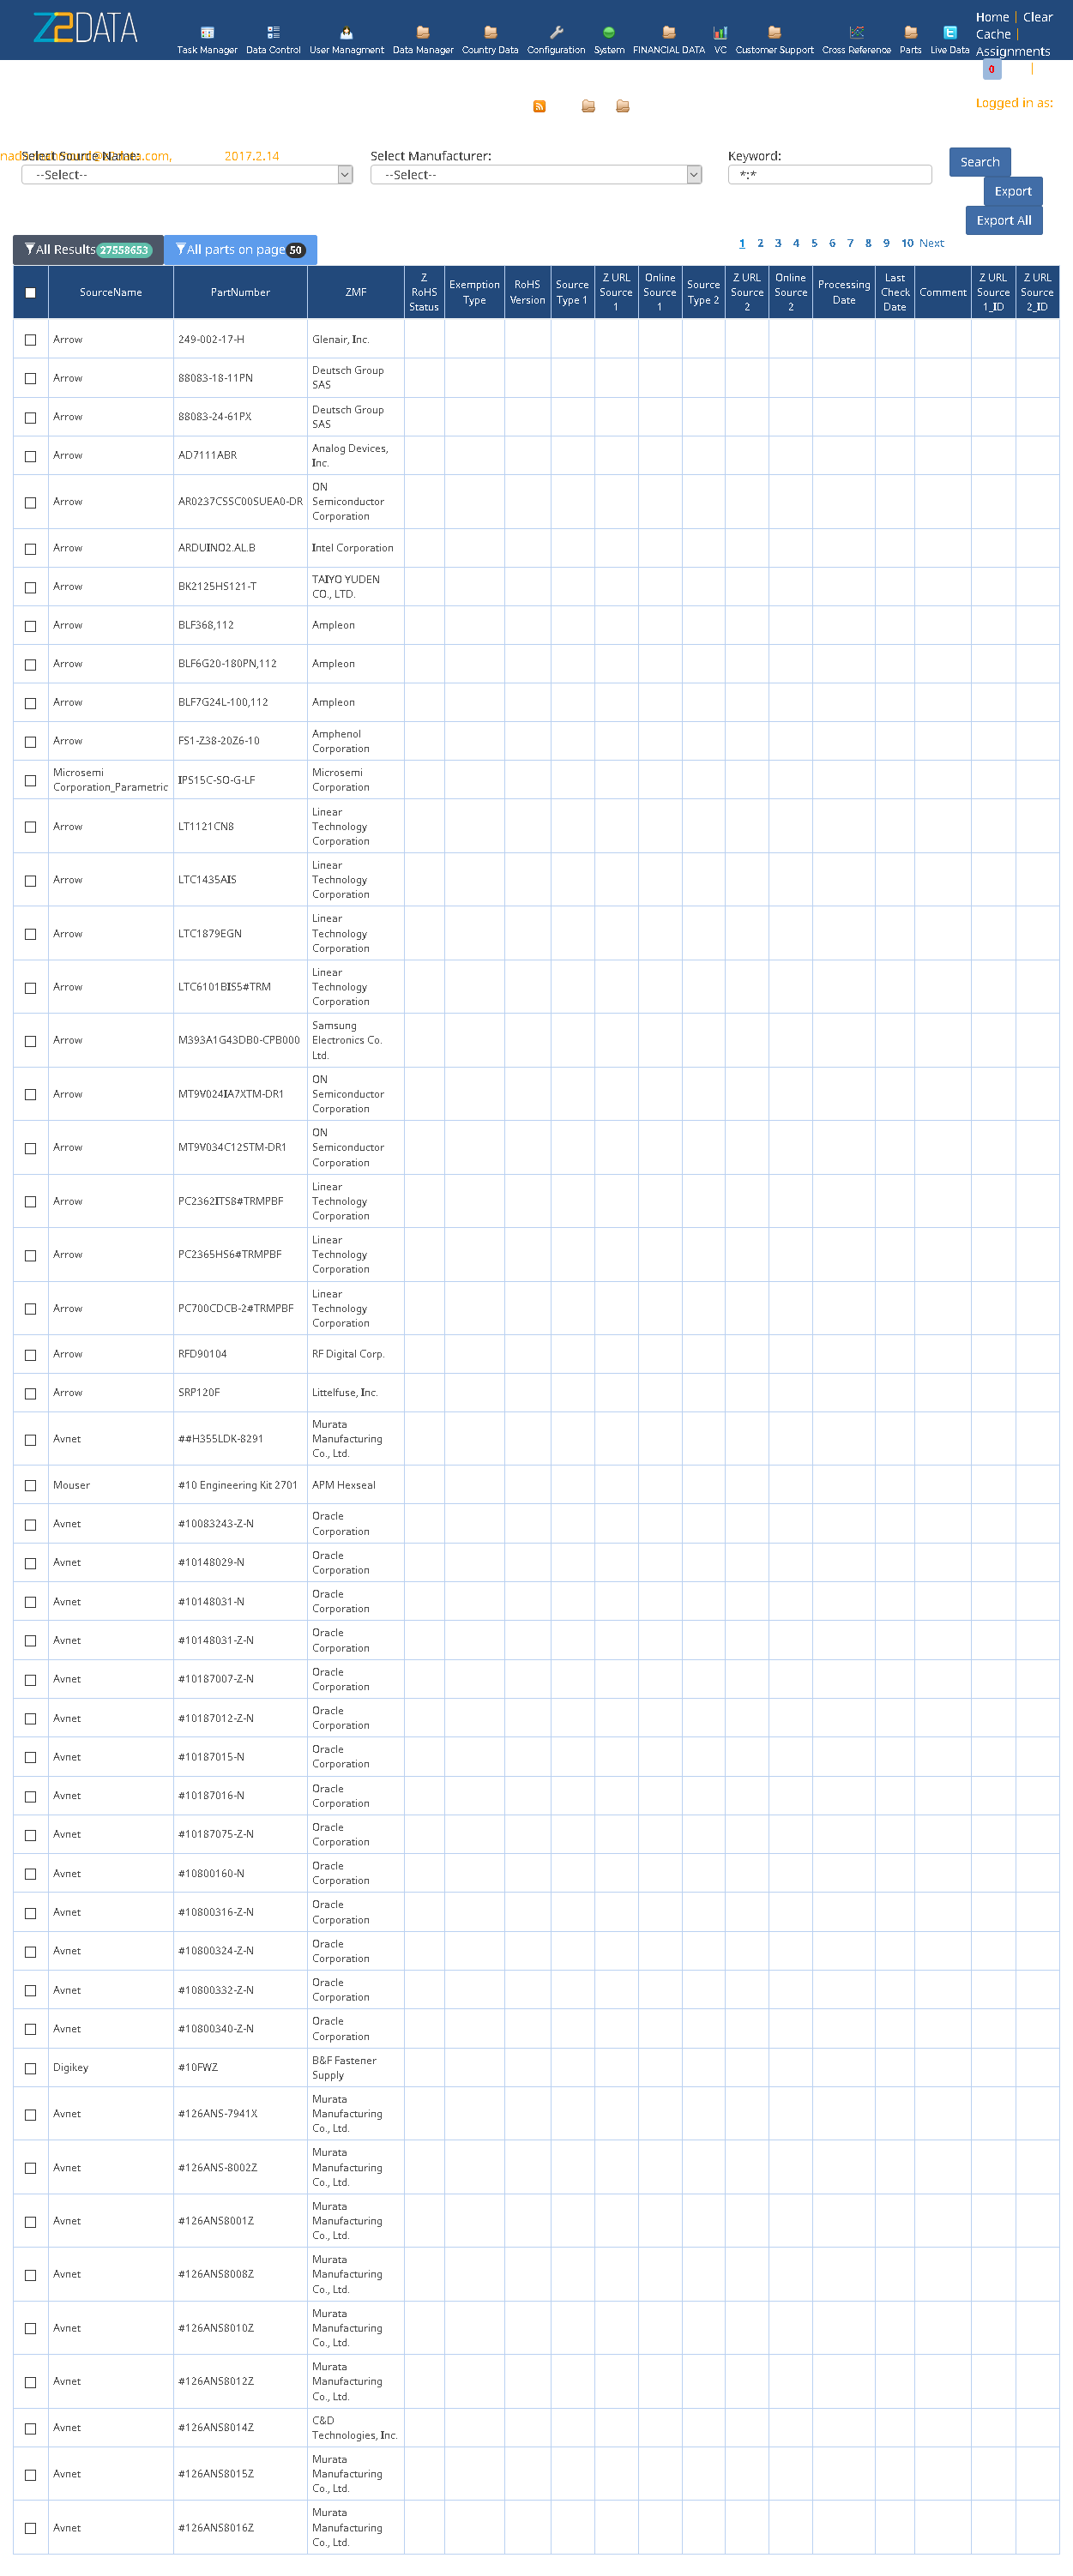 Z2DATA
Task Manager Data Control User Managment Data Manager Country Data Configuration System FINANCIAL DATA VC Customer Support Cross Reference Parts Live Data
Home | Clear
Cache |
Assignments
0 |
Logged in as:
2017.2.14
Select Source Name: Select Manufacturer: Keyword:
--Select-- --Select-- *:*
Search
Export
Export All
All Results 27558653 All parts on page 50
1 2 3 4 5 6 7 8 9 10 Next
SourceName PartNumber ZMF Z RoHS Status Exemption Type RoHS Version Source Type 1 Z URL Source 1 Online Source 1 Source Type 2 Z URL Source 2 Online Source 2 Processing Date Last Check Date Comment Z URL Source 1_ID Z URL Source 2_ID
Arrow 249-002-17-H Glenair, Inc.
Arrow 88083-18-11PN Deutsch Group SAS
Arrow 88083-24-61PX Deutsch Group SAS
Arrow AD7111ABR Analog Devices, Inc.
Arrow AR0237CSSC00SUEA0-DR ON Semiconductor Corporation
Arrow ARDUINO2.AL.B Intel Corporation
Arrow BK2125HS121-T TAIYO YUDEN CO., LTD.
Arrow BLF368,112 Ampleon
Arrow BLF6G20-180PN,112 Ampleon
Arrow BLF7G24L-100,112 Ampleon
Arrow FS1-Z38-20Z6-10 Amphenol Corporation
Microsemi Corporation_Parametric IPS15C-SO-G-LF Microsemi Corporation
Arrow LT1121CN8 Linear Technology Corporation
Arrow LTC1435AIS Linear Technology Corporation
Arrow LTC1879EGN Linear Technology Corporation
Arrow LTC6101BIS5#TRM Linear Technology Corporation
Arrow M393A1G43DB0-CPB000 Samsung Electronics Co. Ltd.
Arrow MT9V024IA7XTM-DR1 ON Semiconductor Corporation
Arrow MT9V034C12STM-DR1 ON Semiconductor Corporation
Arrow PC2362ITS8#TRMPBF Linear Technology Corporation
Arrow PC2365HS6#TRMPBF Linear Technology Corporation
Arrow PC700CDCB-2#TRMPBF Linear Technology Corporation
Arrow RFD90104 RF Digital Corp.
Arrow SRP120F Littelfuse, Inc.
Avnet ##H355LDK-8291 Murata Manufacturing Co., Ltd.
Mouser #10 Engineering Kit 2701 APM Hexseal
Avnet #10083243-Z-N Oracle Corporation
Avnet #10148029-N Oracle Corporation
Avnet #10148031-N Oracle Corporation
Avnet #10148031-Z-N Oracle Corporation
Avnet #10187007-Z-N Oracle Corporation
Avnet #10187012-Z-N Oracle Corporation
Avnet #10187015-N Oracle Corporation
Avnet #10187016-N Oracle Corporation
Avnet #10187075-Z-N Oracle Corporation
Avnet #10800160-N Oracle Corporation
Avnet #10800316-Z-N Oracle Corporation
Avnet #10800324-Z-N Oracle Corporation
Avnet #10800332-Z-N Oracle Corporation
Avnet #10800340-Z-N Oracle Corporation
Digikey #10FWZ B&F Fastener Supply
Avnet #126ANS-7941X Murata Manufacturing Co., Ltd.
Avnet #126ANS-8002Z Murata Manufacturing Co., Ltd.
Avnet #126ANS8001Z Murata Manufacturing Co., Ltd.
Avnet #126ANS8008Z Murata Manufacturing Co., Ltd.
Avnet #126ANS8010Z Murata Manufacturing Co., Ltd.
Avnet #126ANS8012Z Murata Manufacturing Co., Ltd.
Avnet #126ANS8014Z C&D Technologies, Inc.
Avnet #126ANS8015Z Murata Manufacturing Co., Ltd.
Avnet #126ANS8016Z Murata Manufacturing Co., Ltd.